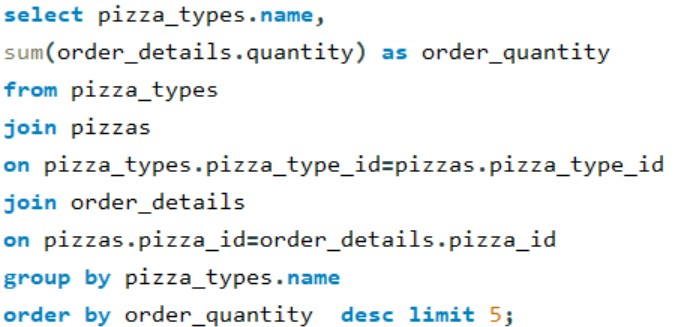 select pizza_types.name,
sum(order_details.quantity) as order_quantity
from pizza_types
join pizzas
on pizza_types.pizza_type_id=pizzas.pizza_type_id
join order_details
on pizzas.pizza_id=order_details.pizza_id
group by pizza_types.name
order by order_quantity  desc limit 5;